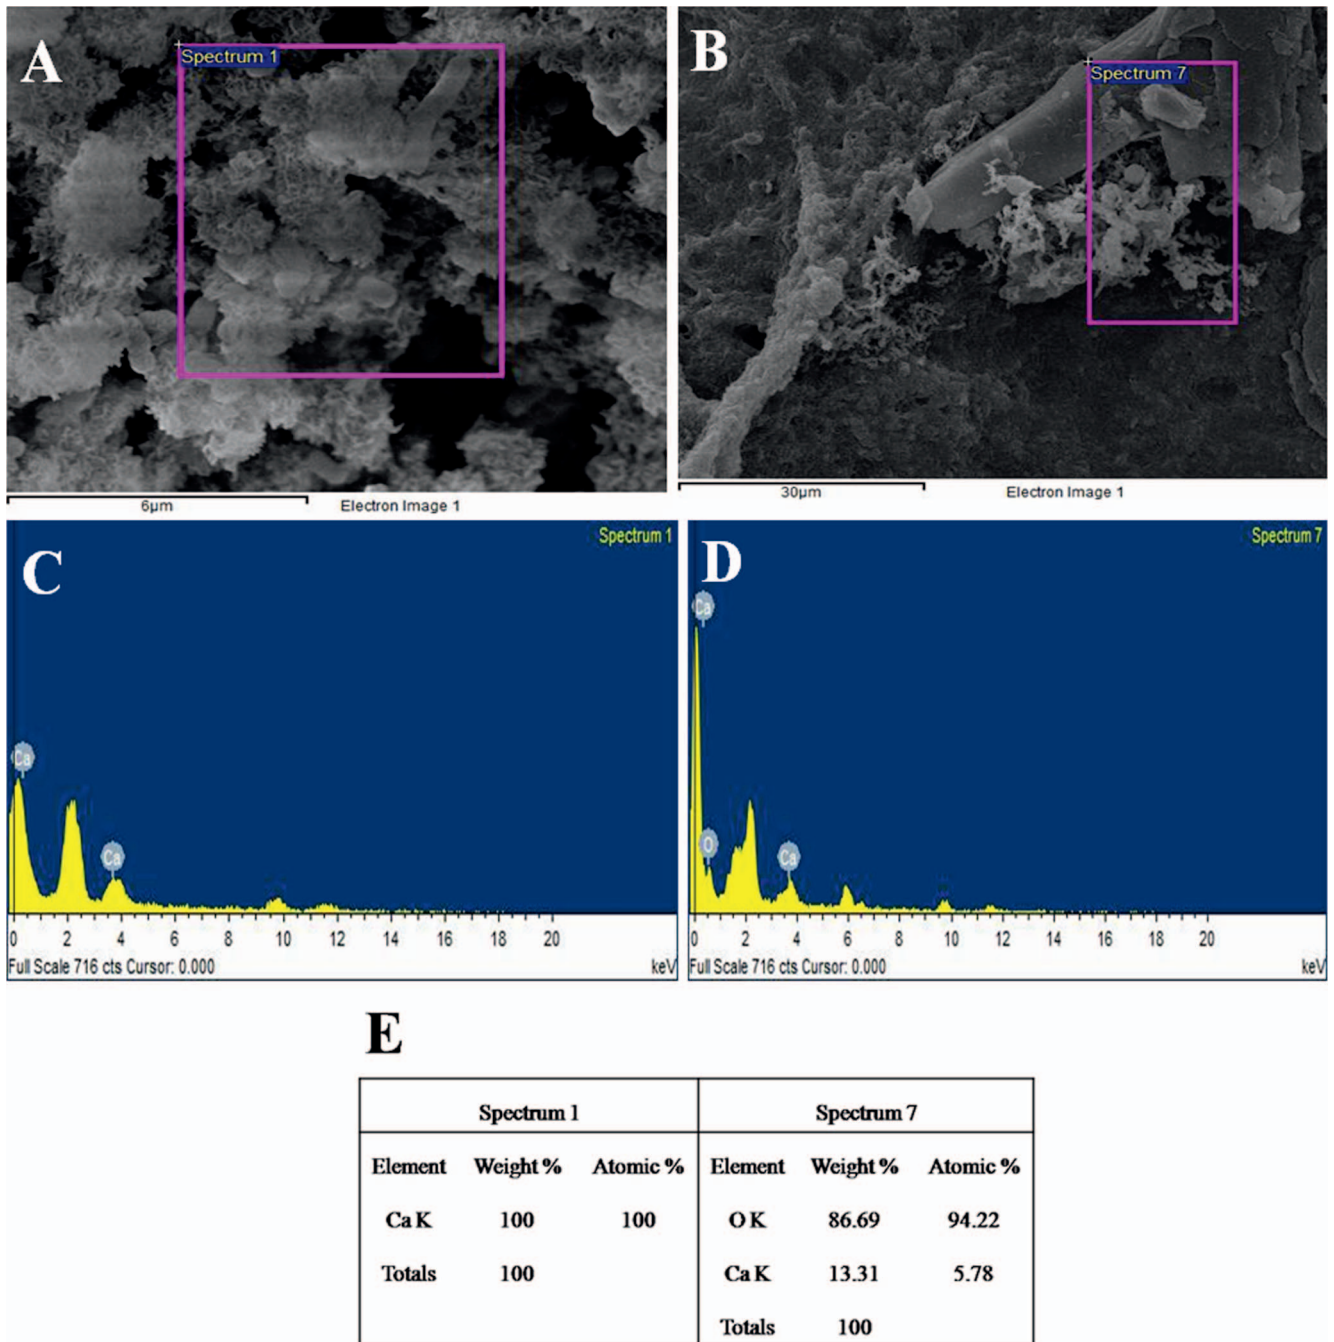 A
Spectrum 1
6µm
Electron Image 1
B
Spectrum 7
30µm
Electron Image 1
C
Spectrum 1
Ca
Ca
0 2 4 6 8 10 12 14 16 18 20
Full Scale 716 cts Cursor: 0.000
keV
D
Spectrum 7
Ca
O
Ca
0 2 4 6 8 10 12 14 16 18 20
Full Scale 716 cts Cursor: 0.000
keV
E
Spectrum 1 Spectrum 7
Element Weight % Atomic % Element Weight % Atomic %
Ca K 100 100 O K 86.69 94.22
Totals 100 Ca K 13.31 5.78
Totals 100